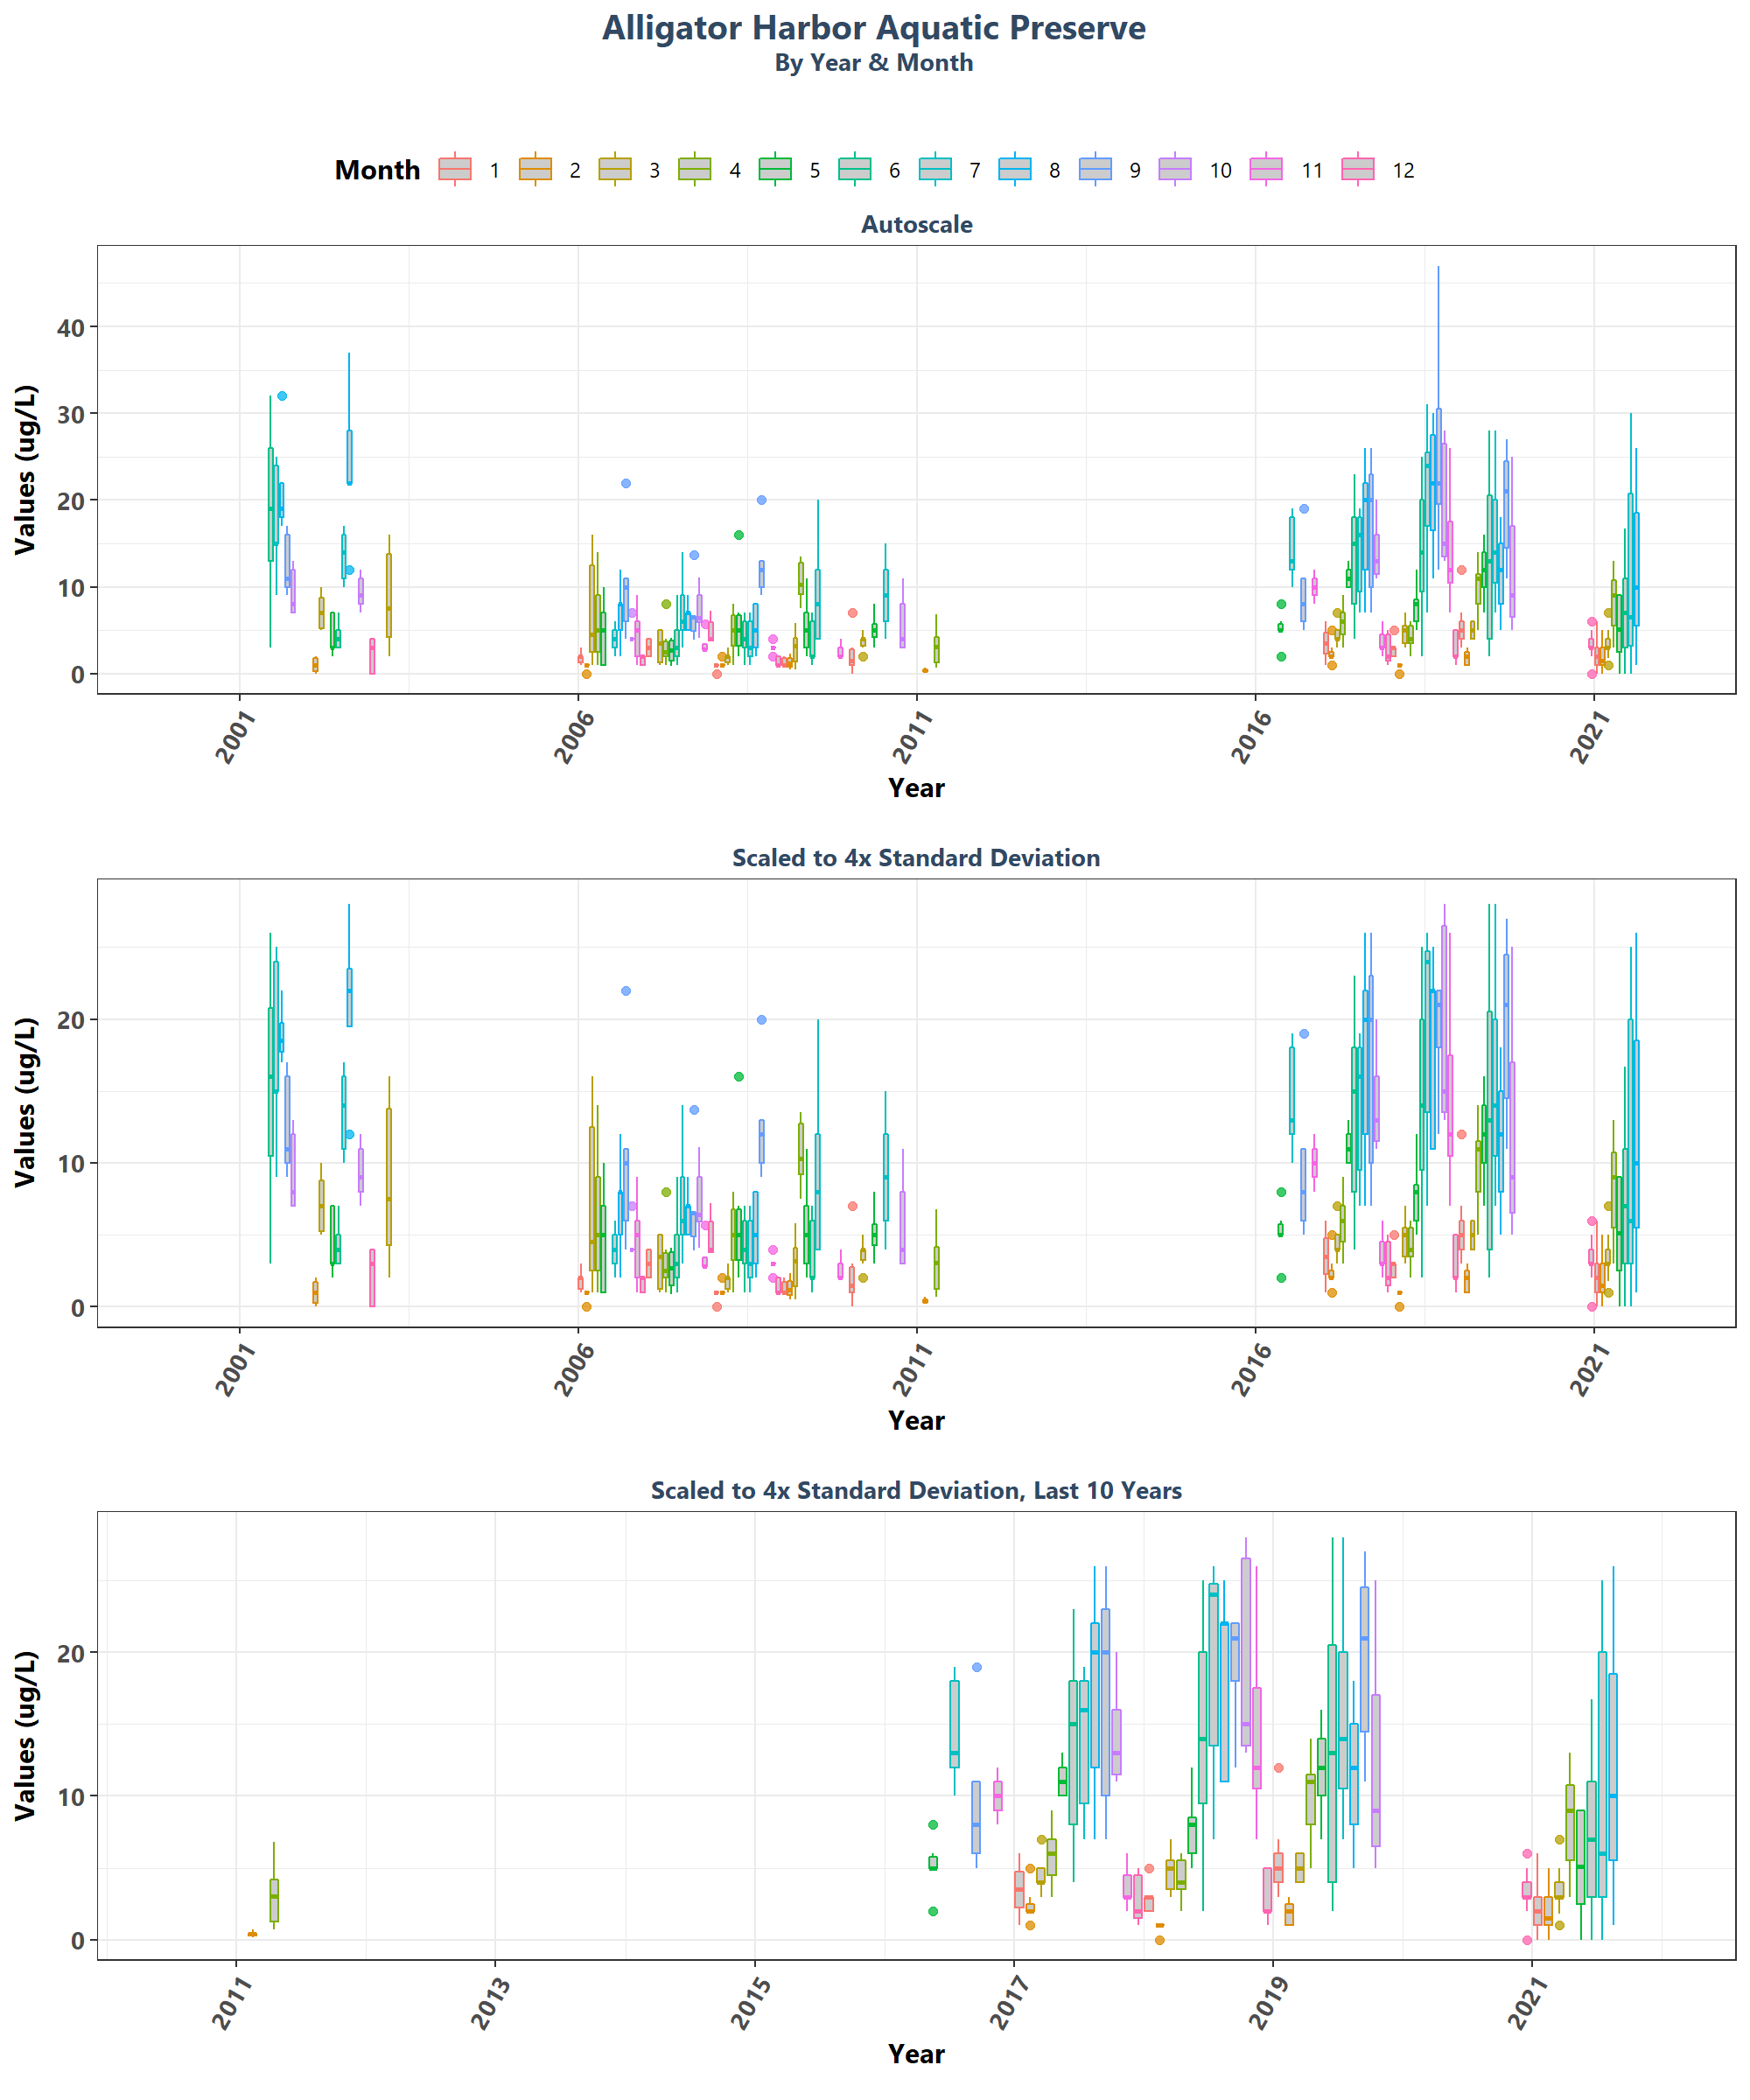 Alligator Harbor Aquatic Preserve
By Year & Month
Month 1 2 3 4 5 6 7 8 9 10 11 12
Autoscale
Values (ug/L)
40
30
20
10
0
2001 2006 2011 2016 2021
Year
Scaled to 4x Standard Deviation
Values (ug/L)
20
10
0
2001 2006 2011 2016 2021
Year
Scaled to 4x Standard Deviation, Last 10 Years
Values (ug/L)
20
10
0
2011 2013 2015 2017 2019 2021
Year